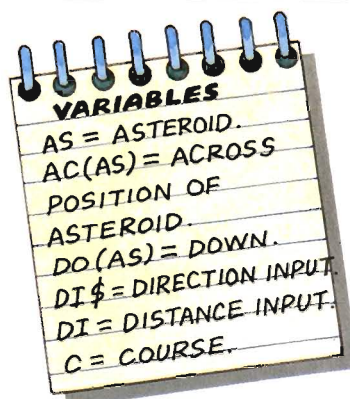 VARIABLES
AS = ASTEROID.
AC(AS) = ACROSS
POSITION OF
ASTEROID.
DO(AS) = DOWN.
DI$ = DIRECTION INPUT.
DI = DISTANCE INPUT.
C = COURSE.